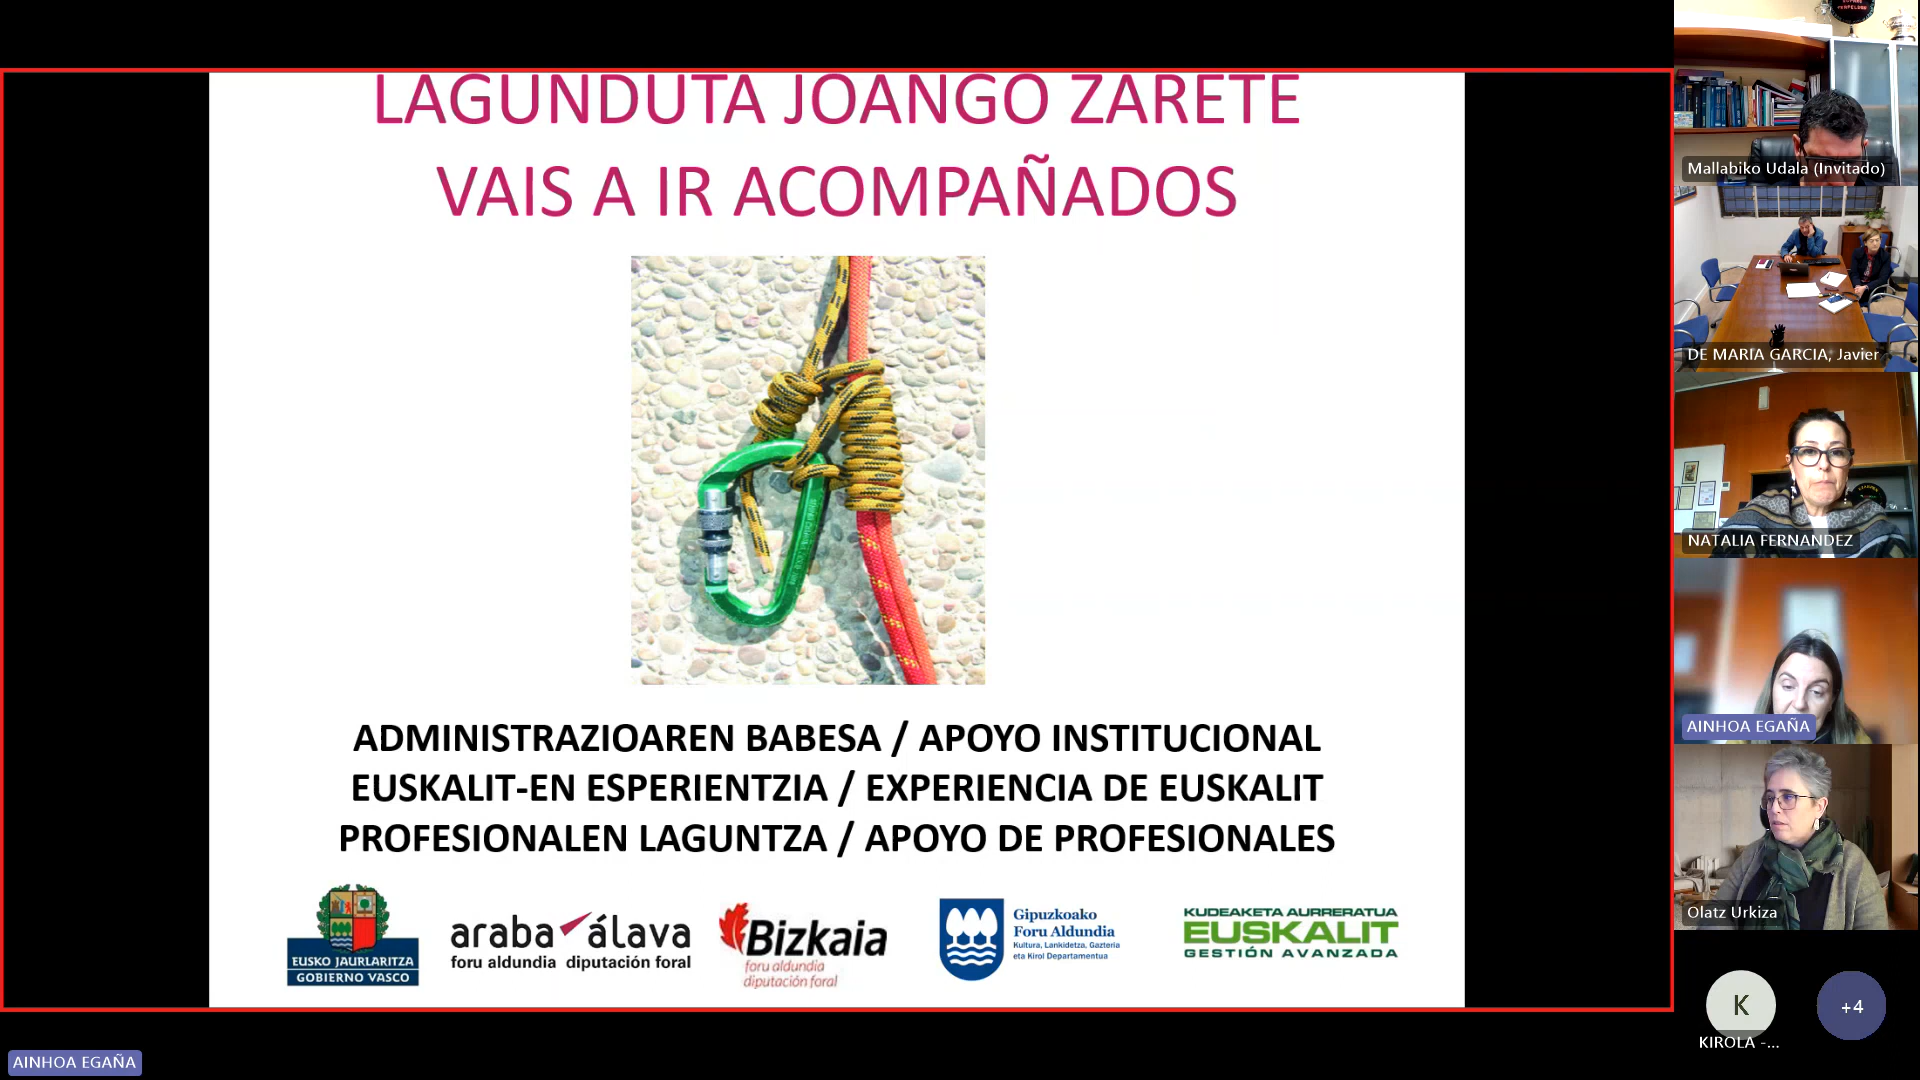 LAGUNDUTA JOANGO ZARETE
VAIS A IR ACOMPAÑADOS
ADMINISTRAZIOAREN BABESA / APOYO INSTITUCIONAL
EUSKALIT-EN ESPERIENTZIA / EXPERIENCIA DE EUSKALIT
PROFESIONALEN LAGUNTZA / APOYO DE PROFESIONALES
EUSKO JAURLARITZA
GOBIERNO VASCO
araba álava
foru aldundia diputación foral
Bizkaia
foru aldundia
diputación foral
Gipuzkoako
Foru Aldundia
Kultura, Lankidetza, Gazteria
eta Kirol Departamentua
KUDEAKETA AURRERATUA
EUSKALIT
GESTIÓN AVANZADA
Mallabiko Udala (Invitado)
DE MARIA GARCIA, Javier
NATALIA FERNANDEZ
AINHOA EGAÑA
Olatz Urkiza
K
+4
KIROLA -...
AINHOA EGAÑA